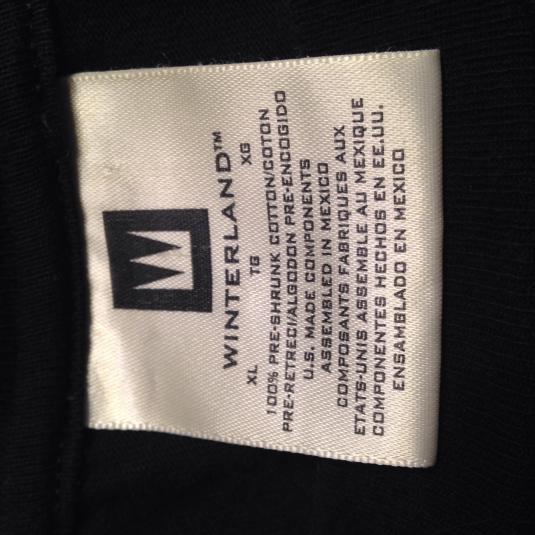 W
WINTERLAND™
XL TG XG
100% PRE-SHRUNK COTTON/COTON
PRE-RETRECI/ALGODON PRE-ENCOGIDO
U.S. MADE COMPONENTS
ASSEMBLED IN MEXICO
COMPOSANTS FABRIQUES AUX
ETATS-UNIS ASSEMBLE AU MEXIQUE
COMPONENTES HECHOS EN EE.UU.
ENSAMBLADO EN MEXICO